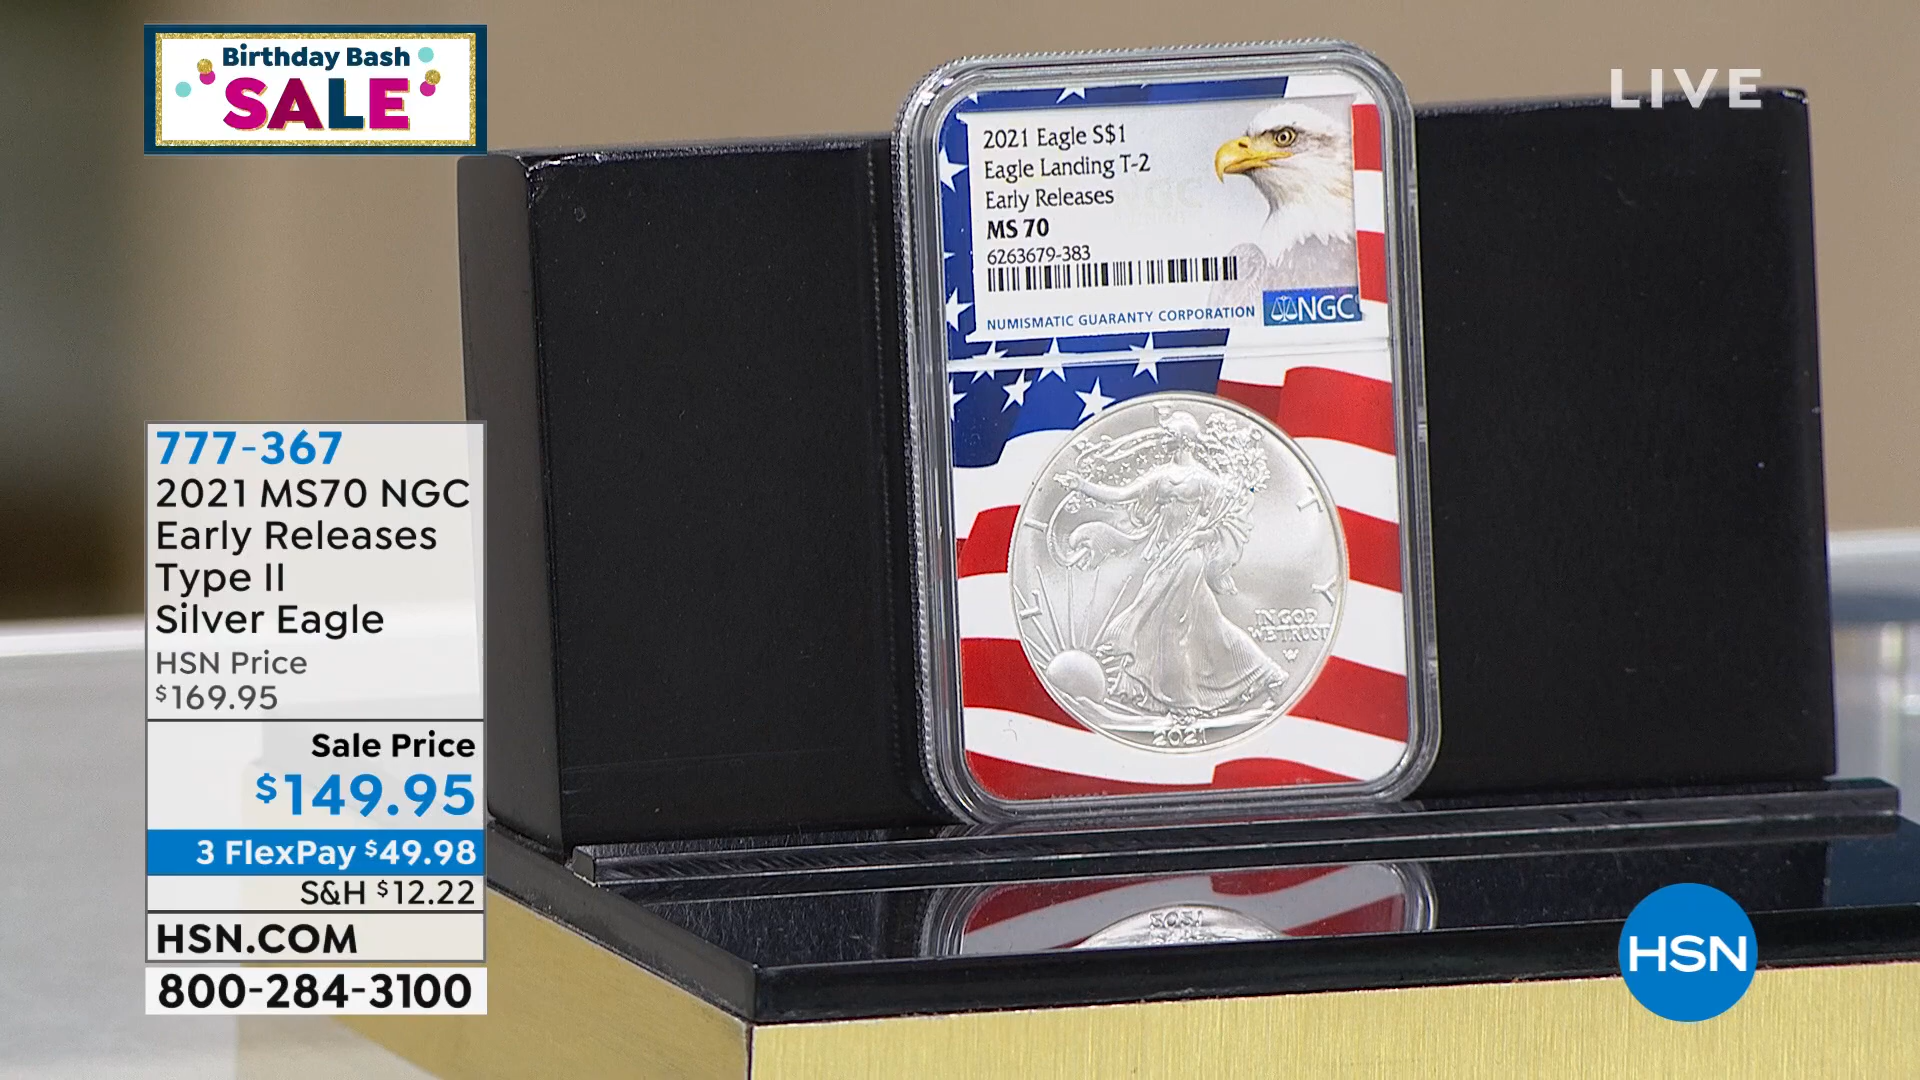 Birthday Bash
SALE
LIVE
2021 Eagle S$1
Eagle Landing T-2
Early Releases
MS 70
6263679-383
NUMISMATIC GUARANTY CORPORATION
NGC
LIBERTY
IN GOD
WE TRUST
2021
777-367
2021 MS70 NGC
Early Releases
Type II
Silver Eagle
HSN Price
$169.95
Sale Price
$149.95
3 FlexPay $49.98
S&H $12.22
HSN.COM
800-284-3100
HSN